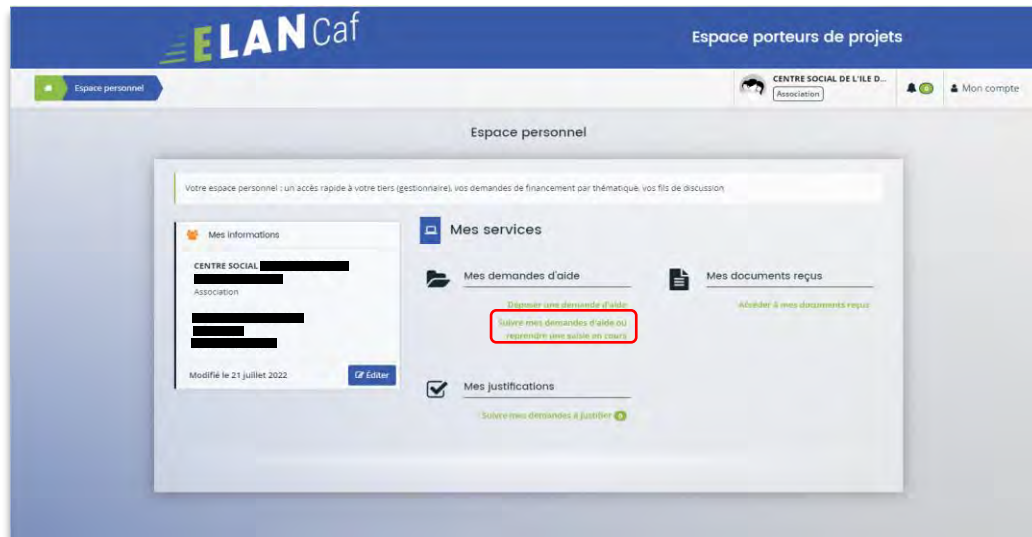 ELAN Caf
Espace porteurs de projets
Espace personnel
CENTRE SOCIAL DE L'ILE D...
Association
0
Mon compte
Espace personnel
Votre espace personnel : un accès rapide à votre tiers (gestionnaire), vos demandes de financement par thématique, vos fils de discussion
Mes informations
CENTRE SOCIAL
Association
Modifié le 21 juillet 2022
Éditer
Mes services
Mes demandes d'aide
Déposer une demande d'aide
Suivre mes demandes d'aide ou
reprendre une saisie en cours
Mes documents reçus
Accéder à mes documents reçus
Mes justifications
Suivre mes demandes à justifier 0